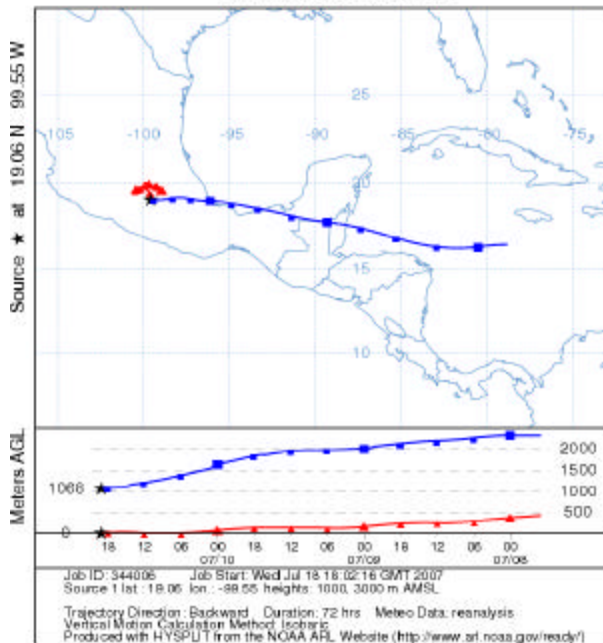 Source ★ at 19.06 N 99.55 W
-105 -100 -95 -90 -85 -80
25
20
15
10
Meters AGL
1068
0
2000
1500
1000
500
18 12 06 00 18 12 06 00 18 12 06 00
07/10 07/09 07/08
Job ID: 344006 Job Start: Wed Jul 18 18:02:16 GMT 2007
Source 1 lat.: 19.06 lon.: -99.55 heights: 1000, 3000 m AMSL
Trajectory Direction: Backward Duration: 72 hrs Meteo Data: reanalysis
Vertical Motion Calculation Method: Isobaric
Produced with HYSPLIT from the NOAA ARL Website (http://www.arl.noaa.gov/ready/)